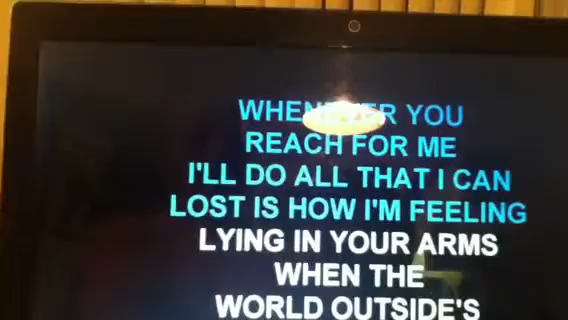 WHENEVER YOU
REACH FOR ME
I'LL DO ALL THAT I CAN
LOST IS HOW I'M FEELING
LYING IN YOUR ARMS
WHEN THE
WORLD OUTSIDE'S